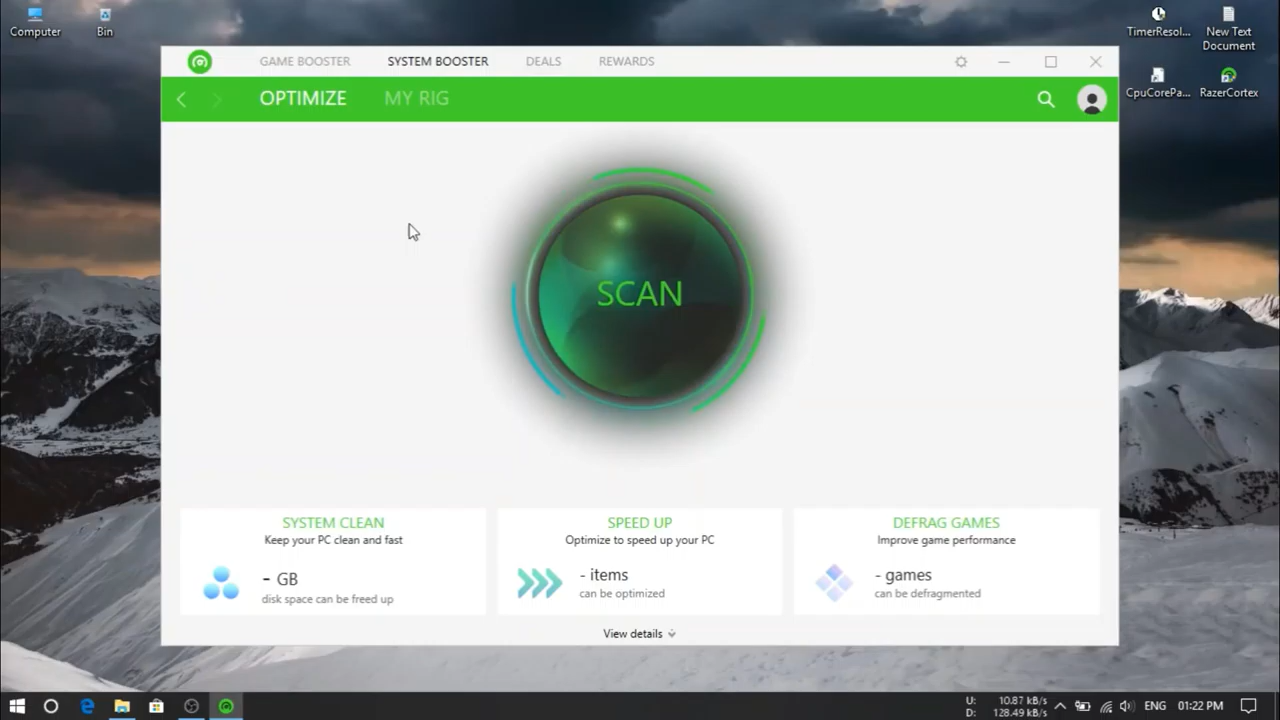 Computer
Bin
TimerResol...
New Text
Document
CpuCorePa...
RazerCortex
GAME BOOSTER
SYSTEM BOOSTER
DEALS
REWARDS
OPTIMIZE
MY RIG
SCAN
SYSTEM CLEAN
Keep your PC clean and fast
- GB
disk space can be freed up
SPEED UP
Optimize to speed up your PC
- items
can be optimized
DEFRAG GAMES
Improve game performance
- games
can be defragmented
View details
U: 10.87 kB/s
D: 128.49 kB/s
ENG
01:22 PM